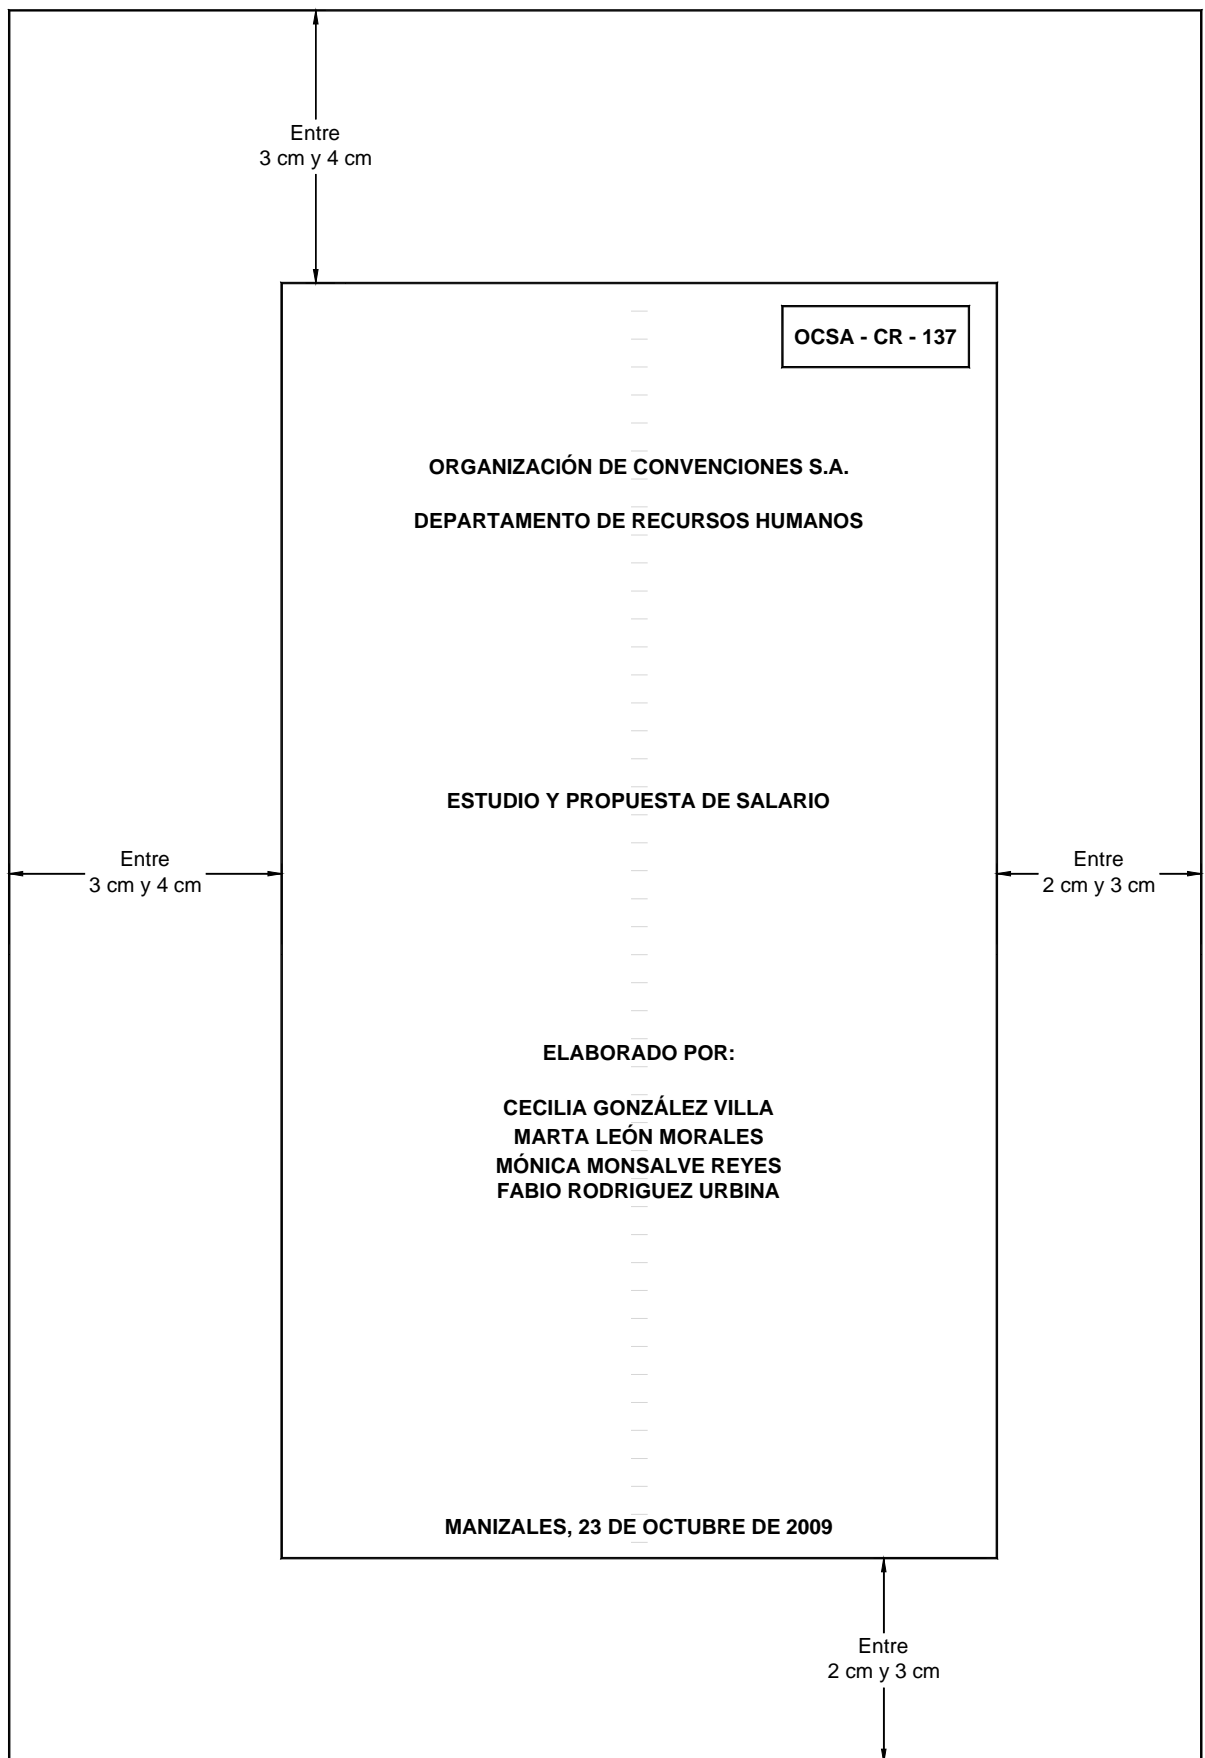 Entre
3 cm y 4 cm
OCSA - CR - 137
ORGANIZACIÓN DE CONVENCIONES S.A.
DEPARTAMENTO DE RECURSOS HUMANOS
ESTUDIO Y PROPUESTA DE SALARIO
Entre
3 cm y 4 cm
Entre
2 cm y 3 cm
ELABORADO POR:
CECILIA GONZÁLEZ VILLA
MARTA LEÓN MORALES
MÓNICA MONSALVE REYES
FABIO RODRIGUEZ URBINA
MANIZALES, 23 DE OCTUBRE DE 2009
Entre
2 cm y 3 cm